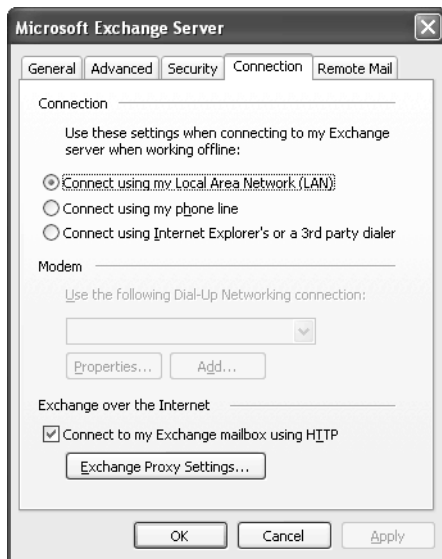 Microsoft Exchange Server
General Advanced Security Connection Remote Mail
Connection
Use these settings when connecting to my Exchange
server when working offline:
Connect using my Local Area Network (LAN)
Connect using my phone line
Connect using Internet Explorer's or a 3rd party dialer
Modem
Use the following Dial-Up Networking connection:
Properties... Add...
Exchange over the Internet
Connect to my Exchange mailbox using HTTP
Exchange Proxy Settings...
OK Cancel Apply